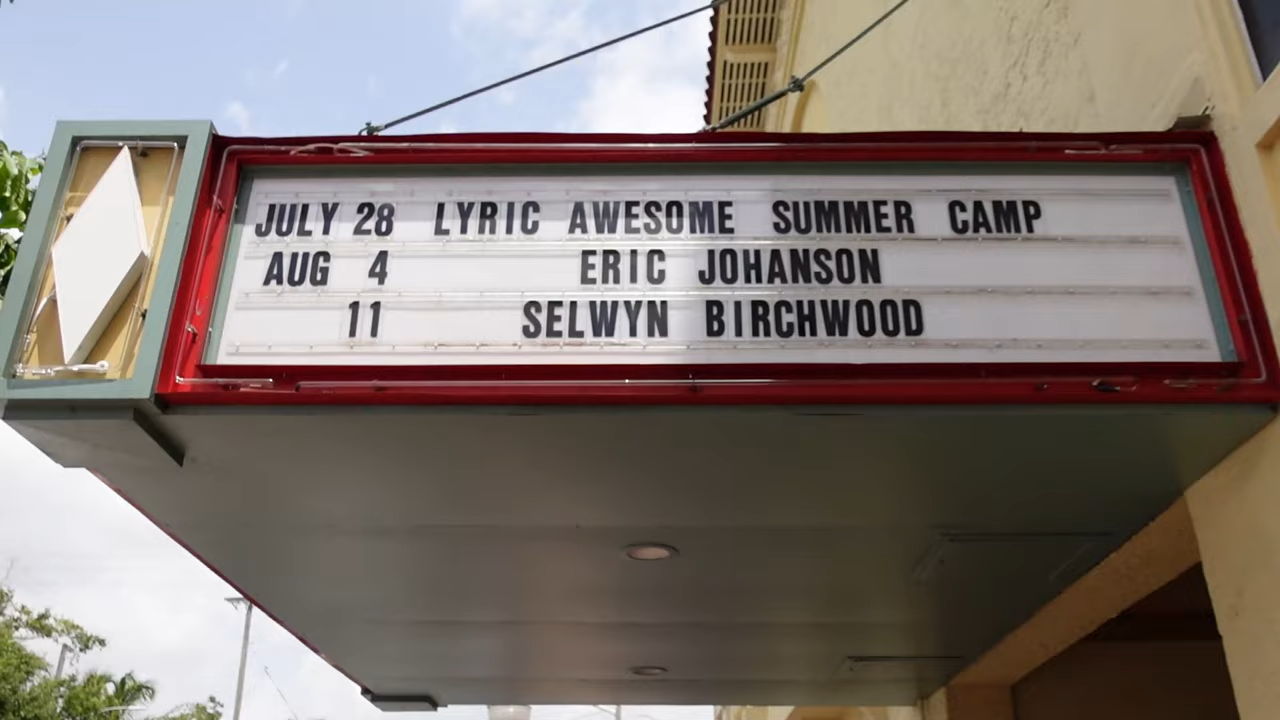 JULY 28 LYRIC AWESOME SUMMER CAMP
AUG 4 ERIC JOHANSON
11 SELWYN BIRCHWOOD